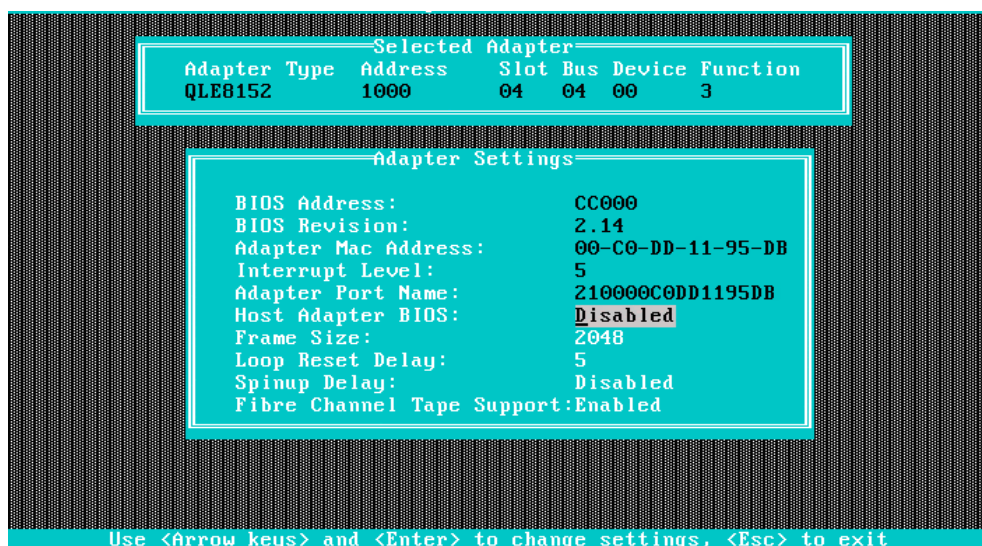 Selected Adapter
Adapter Type Address Slot Bus Device Function
QLE8152 1000 04 04 00 3
Adapter Settings
BIOS Address: CC000
BIOS Revision: 2.14
Adapter Mac Address: 00-C0-DD-11-95-DB
Interrupt Level: 5
Adapter Port Name: 210000C0DD1195DB
Host Adapter BIOS: Disabled
Frame Size: 2048
Loop Reset Delay: 5
Spinup Delay: Disabled
Fibre Channel Tape Support:Enabled
Use <Arrow keys> and <Enter> to change settings, <Esc> to exit